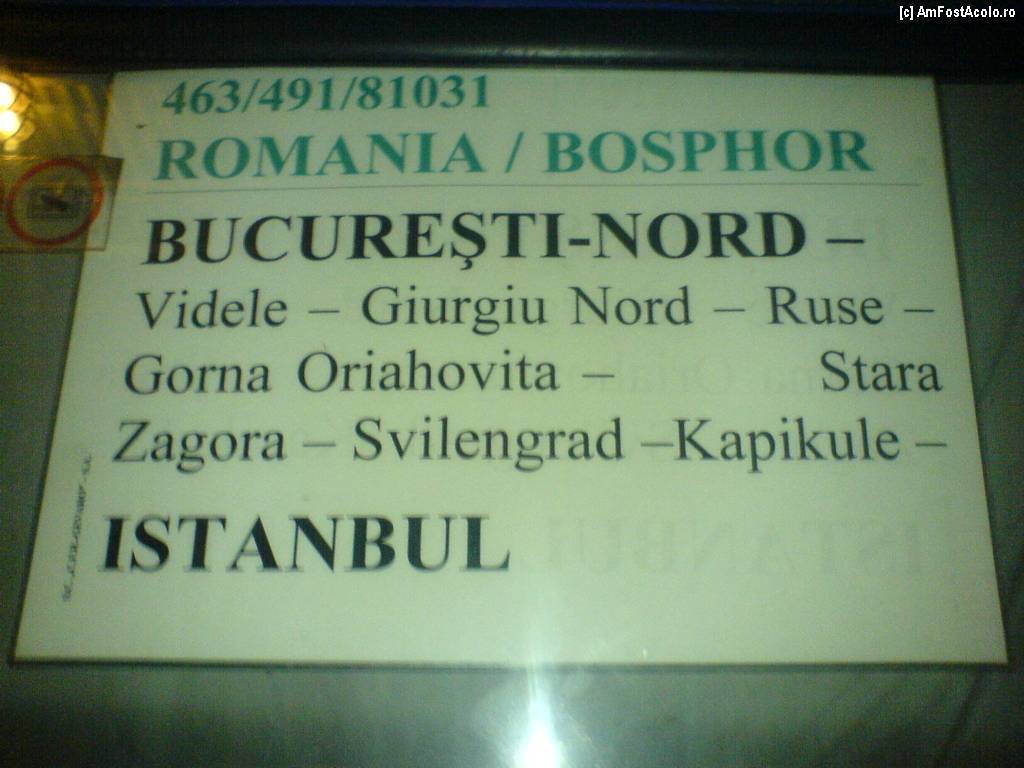 [c] AmFostAcolo.ro
463/491/81031
ROMANIA / BOSPHOR
BUCUREŞTI-NORD –
Videle – Giurgiu Nord – Ruse –
Gorna Oriahovita – Stara
Zagora – Svilengrad –Kapikule –
ISTANBUL